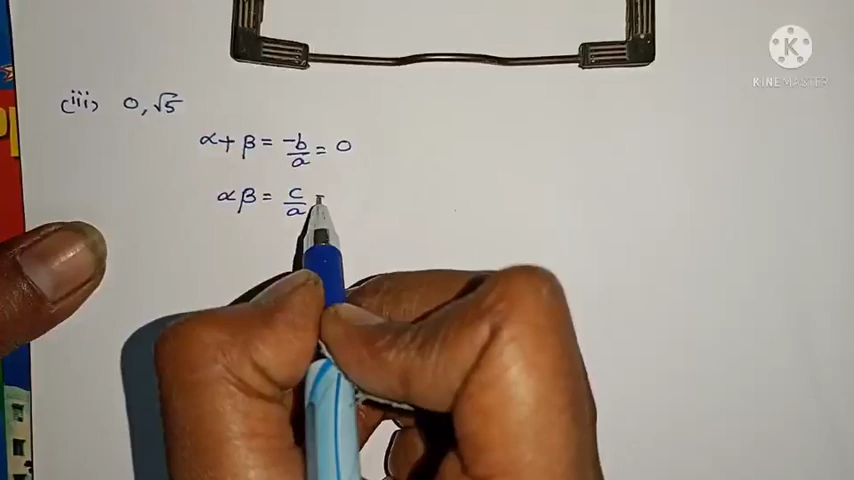 (iii) 0, √5
α + β = -b/a = 0
αβ = c/a =
K
KINEMASTER